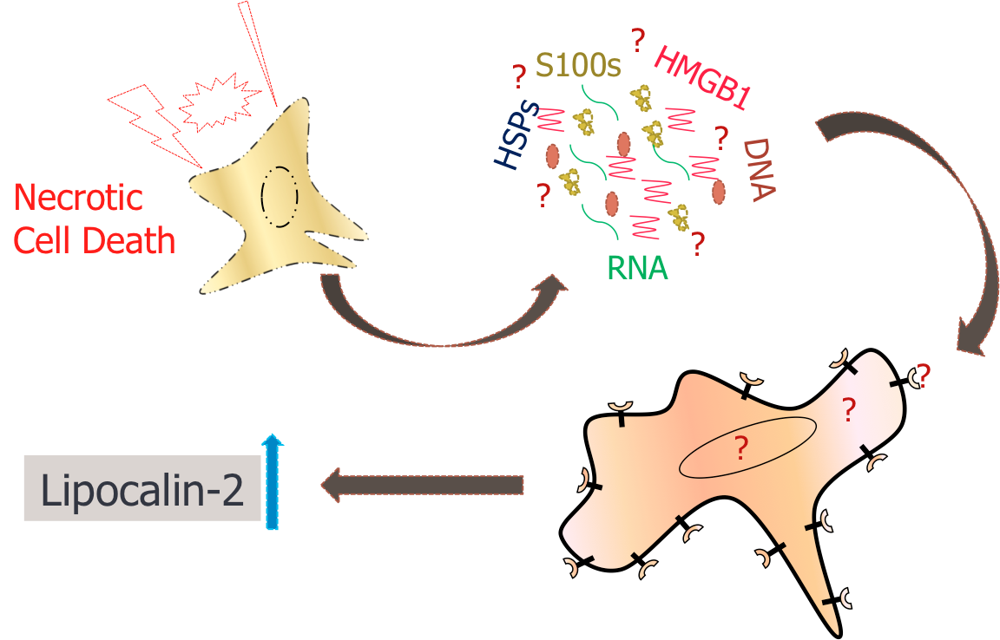 ?
S100s
HMGB1
?
HSPs
?
DNA
Necrotic
Cell Death
?
?
RNA
?
?
?
Lipocalin-2